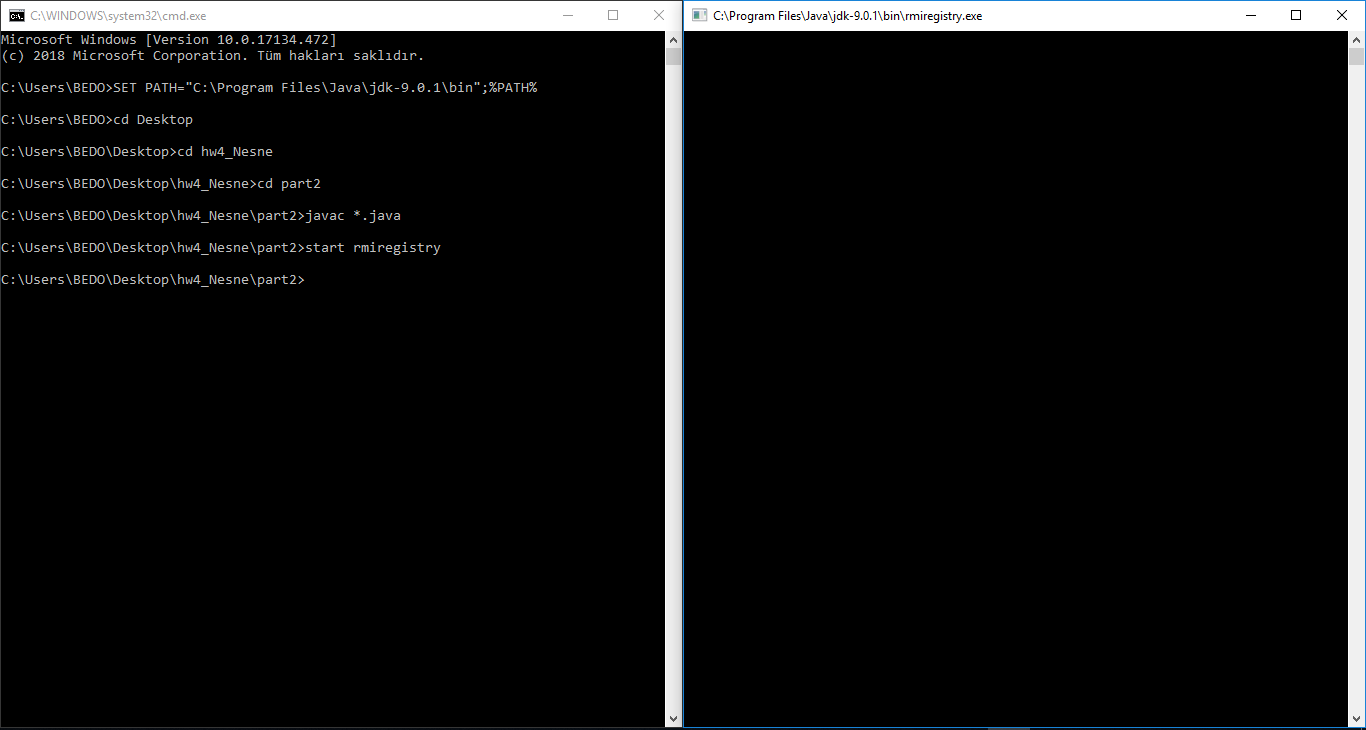 C:\WINDOWS\system32\cmd.exe
Microsoft Windows [Version 10.0.17134.472]
(c) 2018 Microsoft Corporation. Tüm hakları saklıdır.
C:\Users\BEDO>SET PATH="C:\Program Files\Java\jdk-9.0.1\bin";%PATH%
C:\Users\BEDO>cd Desktop
C:\Users\BEDO\Desktop>cd hw4_Nesne
C:\Users\BEDO\Desktop\hw4_Nesne>cd part2
C:\Users\BEDO\Desktop\hw4_Nesne\part2>javac *.java
C:\Users\BEDO\Desktop\hw4_Nesne\part2>start rmiregistry
C:\Users\BEDO\Desktop\hw4_Nesne\part2>
C:\Program Files\Java\jdk-9.0.1\bin\rmiregistry.exe